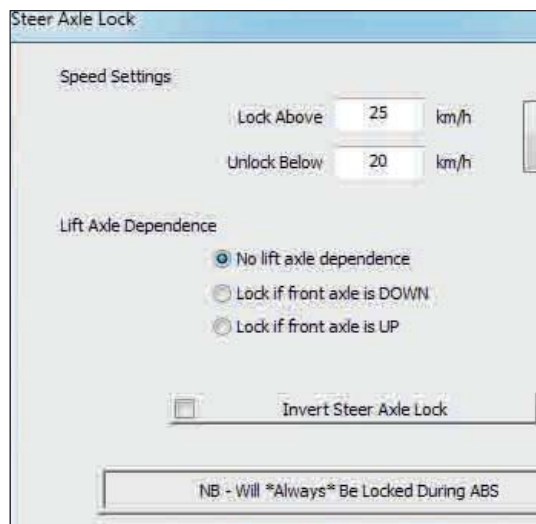 Steer Axle Lock
Speed Settings
Lock Above 25 km/h
Unlock Below 20 km/h
Lift Axle Dependence
No lift axle dependence
Lock if front axle is DOWN
Lock if front axle is UP
Invert Steer Axle Lock
NB - Will *Always* Be Locked During ABS